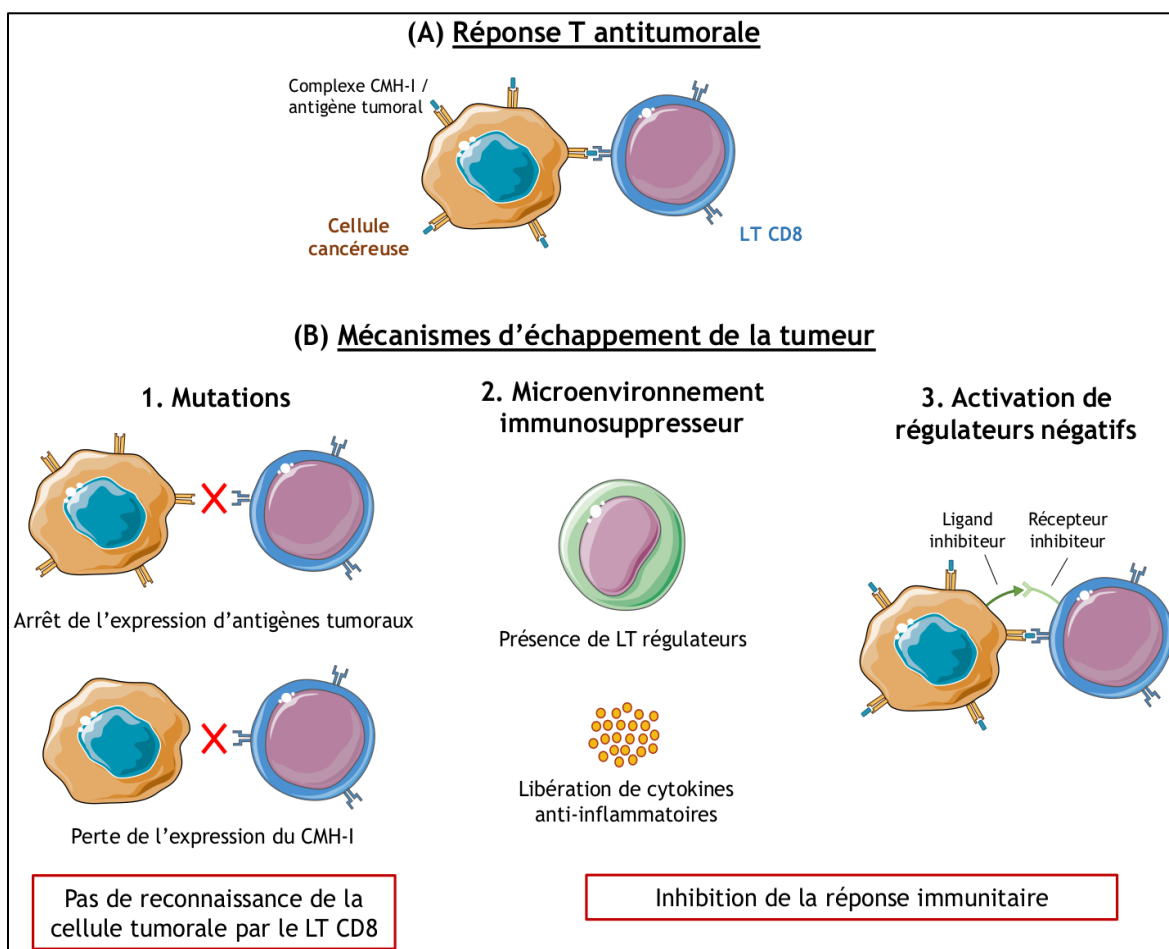 (A) Réponse T antitumorale
Complexe CMH-I /
antigène tumoral
Cellule
cancéreuse
LT CD8
(B) Mécanismes d’échappement de la tumeur
1. Mutations
Arrêt de l’expression d’antigènes tumoraux
Perte de l’expression du CMH-I
Pas de reconnaissance de la
cellule tumorale par le LT CD8
2. Microenvironnement
immunosuppresseur
Présence de LT régulateurs
Libération de cytokines
anti-inflammatoires
3. Activation de
régulateurs négatifs
Ligand
inhibiteur
Récepteur
inhibiteur
Inhibition de la réponse immunitaire